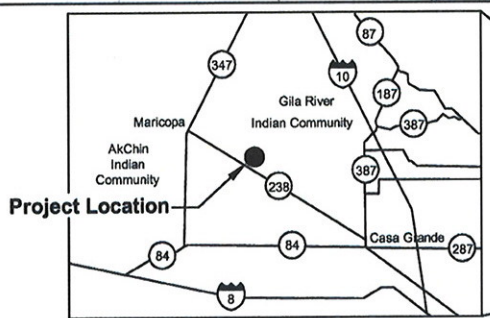 87
347
10
Gila River
Indian Community
187
387
Maricopa
AkChin
Indian
Community
387
238
Project Location
84
84
Casa Grande
287
8